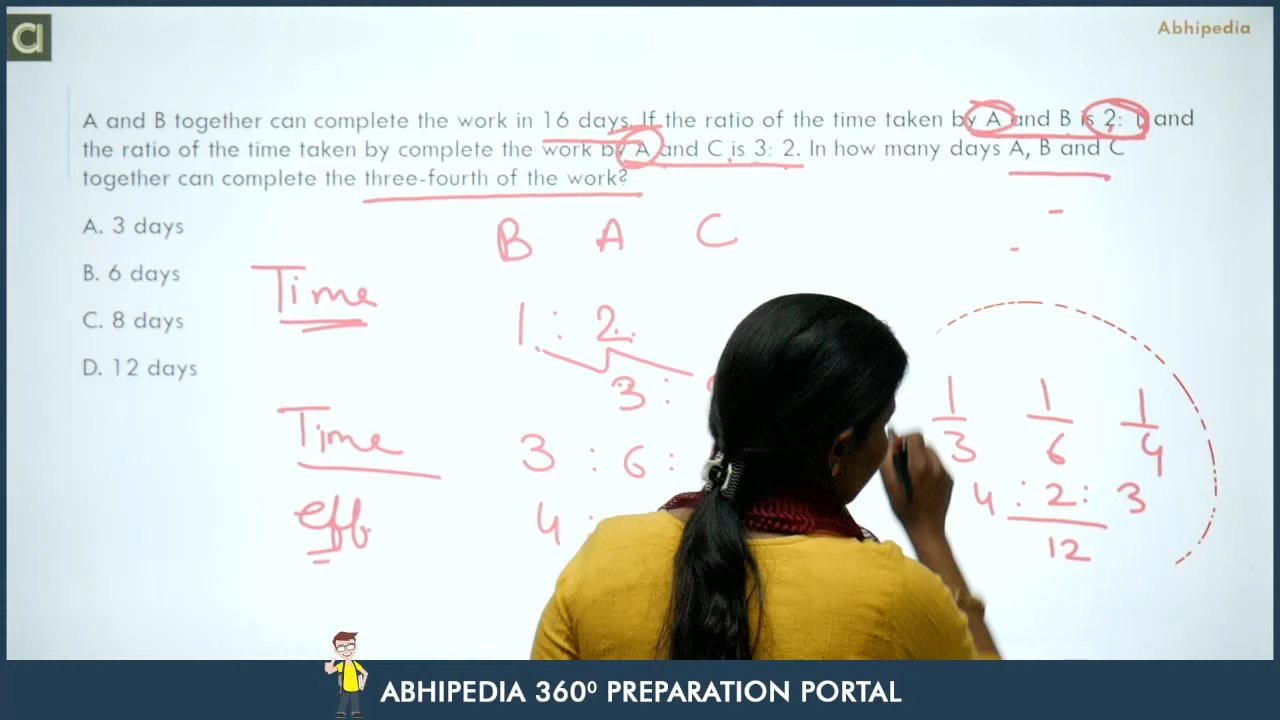 Abhipedia
A and B together can complete the work in 16 days. If the ratio of the time taken by A and B is 2: 1 and
the ratio of the time taken by complete the work by A and C is 3: 2. In how many days A, B and C
together can complete the three-fourth of the work?
A. 3 days
B. 6 days
C. 8 days
D. 12 days
B A C
Time
1 : 2
3 :
Time 3 : 6 :
eff 4 :
1/3 1/6 1/4
4 : 2 : 3
12
ABHIPEDIA 360⁰ PREPARATION PORTAL